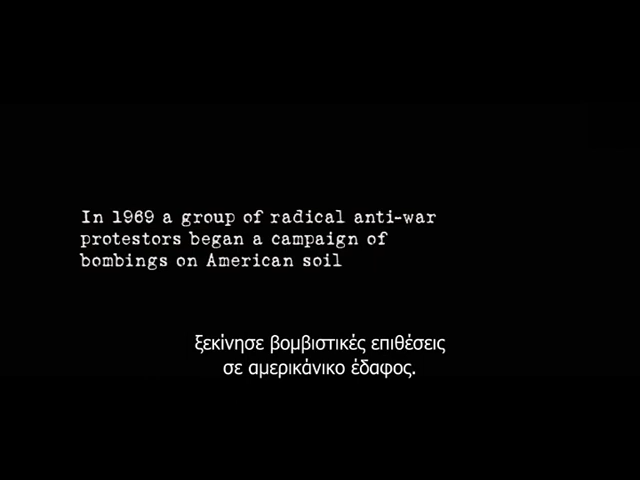 In 1969 a group of radical anti-war
protestors began a campaign of
bombings on American soil
ξεκίνησε βομβιστικές επιθέσεις
σε αμερικάνικο έδαφος.